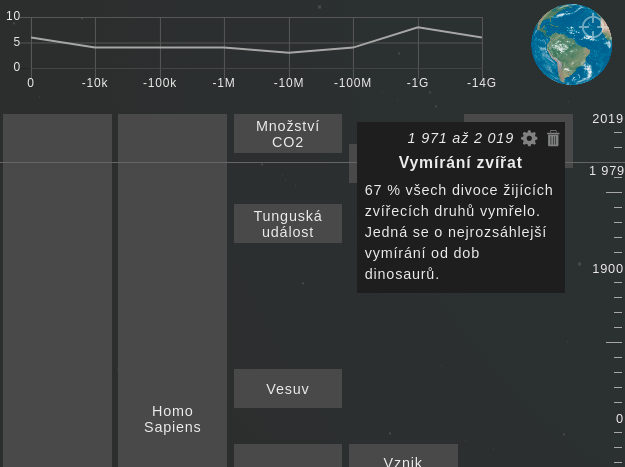 10
5
0
0 -10k -100k -1M -10M -100M -1G -14G
Množství
CO2
Tunguská
událost
Vesuv
Homo
Sapiens
Vznik
1 971 až 2 019
Vymírání zvířat
67 % všech divoce žijících
zvířecích druhů vymřelo.
Jedná se o nejrozsáhlejší
vymírání od dob
dinosaurů.
2019
1 979
1900
0